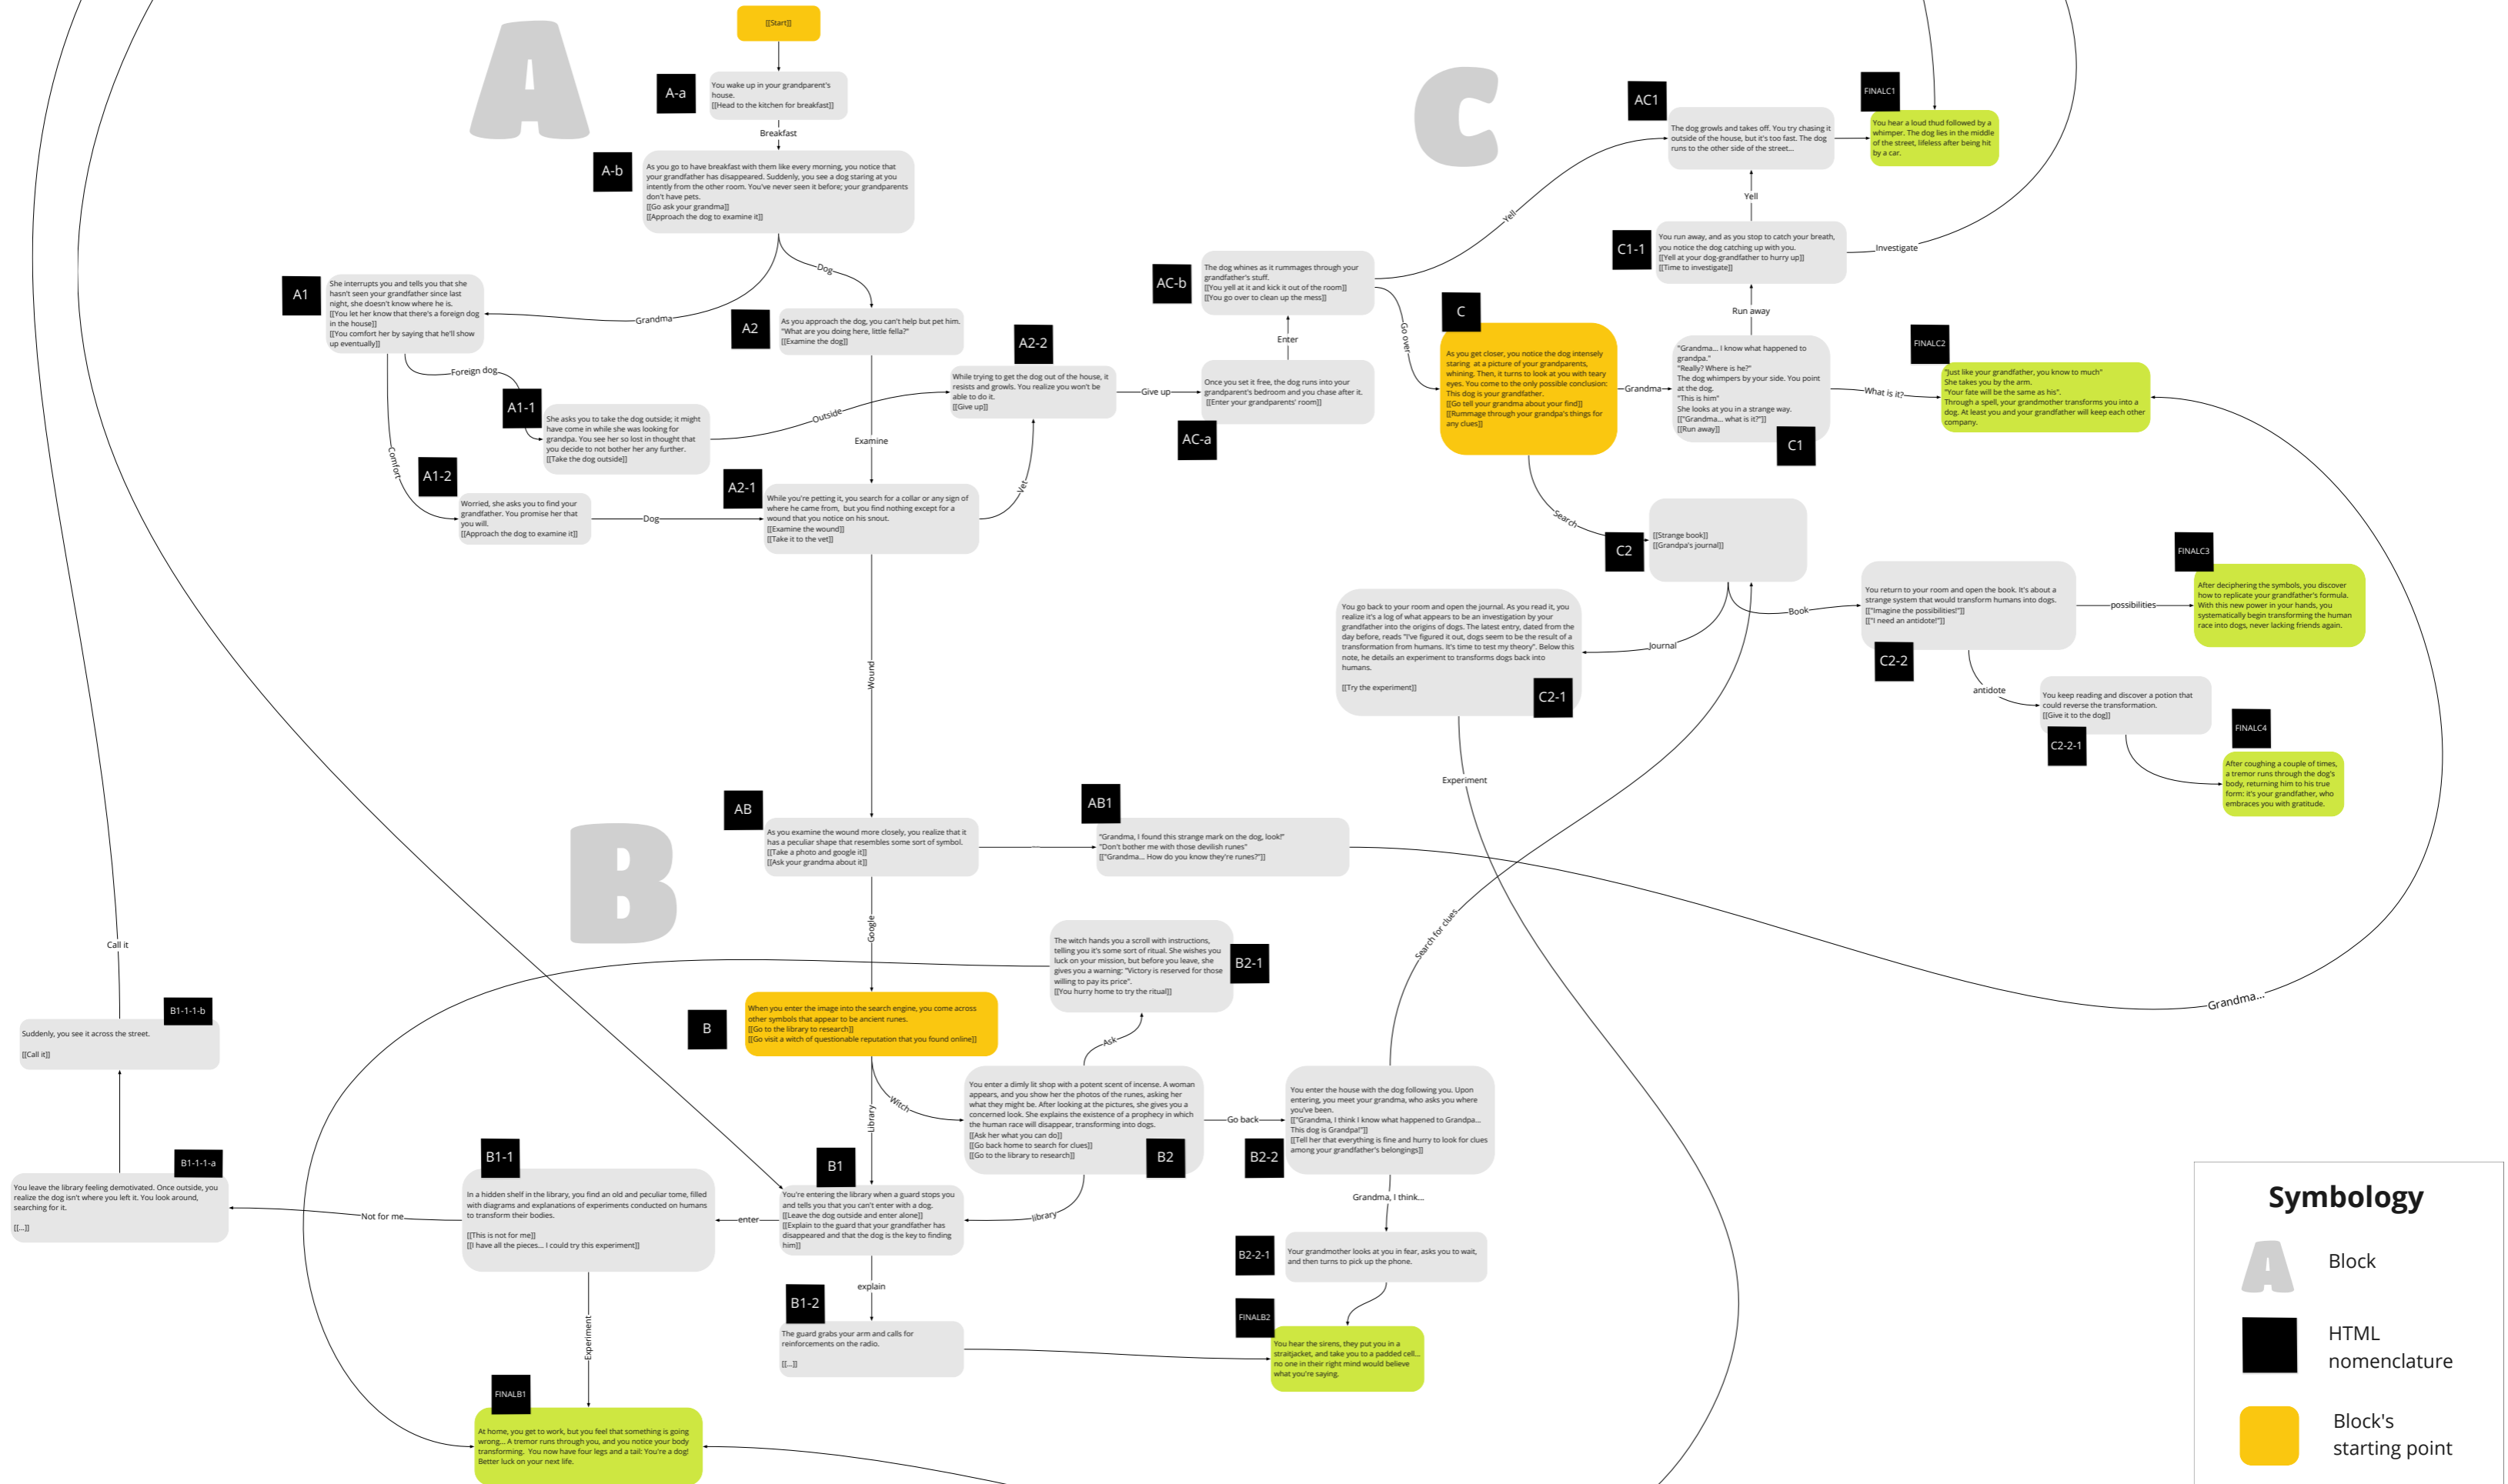 A
[[Start]]
A-a
You wake up in your grandparent's
house.
[[Head to the kitchen for breakfast]]
Breakfast
A-b
As you go to have breakfast with them like every morning, you notice that
your grandfather has disappeared. Suddenly, you see a dog staring at you
intently from the other room. You've never seen it before; your grandparents
don't have pets.
[[Go ask your grandma]]
[[Approach the dog to examine it]]
Dog
Grandma
A1
She interrupts you and tells you that she
hasn't seen your grandfather since last
night, she doesn't know where he is.
[[You let her know that there's a foreign dog
in the house]]
[[You comfort her by saying that he'll show
up eventually]]
Foreign dog
Comfort
A1-1
She asks you to take the dog outside; it might
have come in while she was looking for
grandpa. You see her so lost in thought that
you decide to not bother her any further.
[[Take the dog outside]]
Outside
A1-2
Worried, she asks you to find your
grandfather. You promise her that
you will.
[[Approach the dog to examine it]]
Dog
A2
As you approach the dog, you can't help but pet him.
"What are you doing here, little fella?"
[[Examine the dog]]
Examine
A2-1
While you're petting it, you search for a collar or any sign of
where he came from, but you find nothing except for a
wound that you notice on his snout.
[[Examine the wound]]
[[Take it to the vet]]
Vet
Wound
A2-2
While trying to get the dog out of the house, it
resists and growls. You realize you won't be
able to do it.
[[Give up]]
Give up
AC-a
Once you set it free, the dog runs into your
grandparent's bedroom and you chase after it.
[[Enter your grandparents' room]]
Enter
AC-b
The dog whines as it rummages through your
grandfather's stuff.
[[You yell at it and kick it out of the room]]
[[You go over to clean up the mess]]
Yell
Go over
C
AC1
The dog growls and takes off. You try chasing it
outside of the house, but it's too fast. The dog
runs to the other side of the street...
FINALC1
You hear a loud thud followed by a
whimper. The dog lies in the middle
of the street, lifeless after being hit
by a car.
Yell
C1-1
You run away, and as you stop to catch your breath,
you notice the dog catching up with you.
[[Yell at your dog-grandfather to hurry up]]
[[Time to investigate]]
Investigate
Run away
C
As you get closer, you notice the dog intensely
staring at a picture of your grandparents,
whining. Then, it turns to look at you with teary
eyes. You come to the only possible conclusion:
This dog is your grandfather.
[[Go tell your grandma about your find]]
[[Rummage through your grandpa's things for
any clues]]
Grandma
Search
C1
"Grandma... I know what happened to
grandpa."
"Really? Where is he?"
The dog whimpers by your side. You point
at the dog.
"This is him"
She looks at you in a strange way.
[["Grandma... what is it?"]]
[[Run away]]
What is it?
FINALC2
"Just like your grandfather, you know to much"
She takes you by the arm.
"Your fate will be the same as his".
Through a spell, your grandmother transforms you into a
dog. At least you and your grandfather will keep each other
company.
C2
[[Strange book]]
[[Grandpa's journal]]
Book
Journal
C2-1
You go back to your room and open the journal. As you read it, you
realize it's a log of what appears to be an investigation by your
grandfather into the origins of dogs. The latest entry, dated from the
day before, reads "I've figured it out, dogs seem to be the result of a
transformation from humans. It's time to test my theory". Below this
note, he details an experiment to transforms dogs back into
humans.
[[Try the experiment]]
Experiment
C2-2
You return to your room and open the book. It's about a
strange system that would transform humans into dogs.
[["Imagine the possibilities!"]]
[["I need an antidote!"]]
possibilities
antidote
FINALC3
After deciphering the symbols, you discover
how to replicate your grandfather's formula.
With this new power in your hands, you
systematically begin transforming the human
race into dogs, never lacking friends again.
C2-2-1
You keep reading and discover a potion that
could reverse the transformation.
[[Give it to the dog]]
FINALC4
After coughing a couple of times,
a tremor runs through the dog's
body, returning him to his true
form: it's your grandfather, who
embraces you with gratitude.
B
AB
As you examine the wound more closely, you realize that it
has a peculiar shape that resembles some sort of symbol.
[[Take a photo and google it]]
[[Ask your grandma about it]]
AB1
"Grandma, I found this strange mark on the dog, look!"
"Don't bother me with those devilish runes"
[["Grandma... How do you know they're runes?"]]
Grandma...
Google
B
When you enter the image into the search engine, you come across
other symbols that appear to be ancient runes.
[[Go to the library to research]]
[[Go visit a witch of questionable reputation that you found online]]
Witch
Library
B2-1
The witch hands you a scroll with instructions,
telling you it's some sort of ritual. She wishes you
luck on your mission, but before you leave, she
gives you a warning: "Victory is reserved for those
willing to pay its price".
[[You hurry home to try the ritual]]
Ask
B2
You enter a dimly lit shop with a potent scent of incense. A woman
appears, and you show her the photos of the runes, asking her
what they might be. After looking at the pictures, she gives you a
concerned look. She explains the existence of a prophecy in which
the human race will disappear, transforming into dogs.
[[Ask her what you can do]]
[[Go back home to search for clues]]
[[Go to the library to research]]
Go back
library
B2-2
You enter the house with the dog following you. Upon
entering, you meet your grandma, who asks you where
you've been.
[["Grandma, I think I know what happened to Grandpa...
This dog is Grandpa!"]]
[[Tell her that everything is fine and hurry to look for clues
among your grandfather's belongings]]
Search for clues
Grandma, I think...
B2-2-1
Your grandmother looks at you in fear, asks you to wait,
and then turns to pick up the phone.
FINALB2
You hear the sirens, they put you in a
straitjacket, and take you to a padded cell...
no one in their right mind would believe
what you're saying.
B1
You're entering the library when a guard stops you
and tells you that you can't enter with a dog.
[[Leave the dog outside and enter alone]]
[[Explain to the guard that your grandfather has
disappeared and that the dog is the key to finding
him]]
enter
explain
B1-2
The guard grabs your arm and calls for
reinforcements on the radio.
[[...]]
B1-1
In a hidden shelf in the library, you find an old and peculiar tome, filled
with diagrams and explanations of experiments conducted on humans
to transform their bodies.
[[This is not for me]]
[[I have all the pieces... I could try this experiment]]
Not for me
Experiment
B1-1-1-a
You leave the library feeling demotivated. Once outside, you
realize the dog isn't where you left it. You look around,
searching for it.
[[...]]
B1-1-1-b
Suddenly, you see it across the street.
[[Call it]]
Call it
FINALB1
At home, you get to work, but you feel that something is going
wrong... A tremor runs through you, and you notice your body
transforming. You now have four legs and a tail: You're a dog!
Better luck on your next life.
Symbology
A
Block
HTML
nomenclature
Block's
starting point